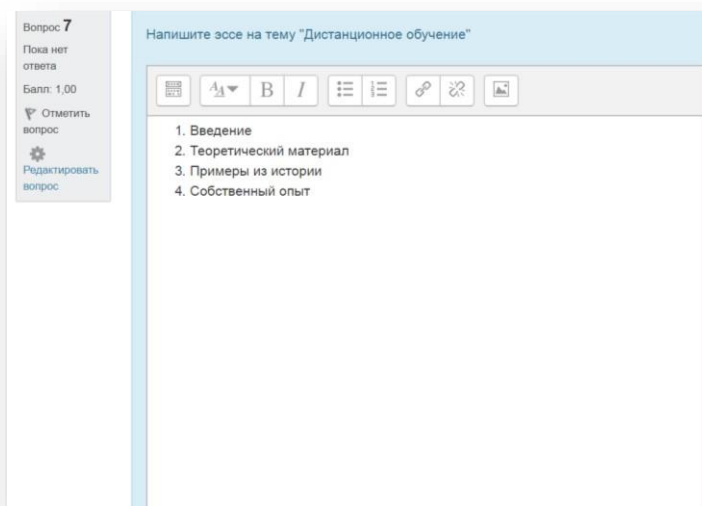 Вопрос 7
Пока нет
ответа
Балл: 1,00
Отметить
вопрос
Редактировать
вопрос
Напишите эссе на тему "Дистанционное обучение"
1. Введение
2. Теоретический материал
3. Примеры из истории
4. Собственный опыт